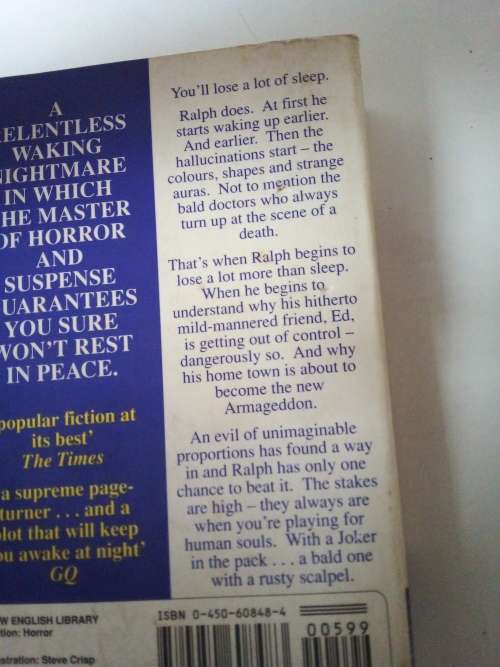 A
ELENTLESS
WAKING
NIGHTMARE
IN WHICH
HE MASTER
OF HORROR
AND
SUSPENSE
UARANTEES
YOU SURE
WON'T REST
IN PEACE.
popular fiction at
its best'
The Times
a supreme page-
turner . . . and a
plot that will keep
ou awake at night'
GQ
You'll lose a lot of sleep.
Ralph does. At first he
starts waking up earlier.
And earlier. Then the
hallucinations start – the
colours, shapes and strange
auras. Not to mention the
bald doctors who always
turn up at the scene of a
death.
That's when Ralph begins to
lose a lot more than sleep.
When he begins to
understand why his hitherto
mild-mannered friend, Ed,
is getting out of control –
dangerously so. And why
his home town is about to
become the new
Armageddon.
An evil of unimaginable
proportions has found a way
in and Ralph has only one
chance to beat it. The stakes
are high – they always are
when you're playing for
human souls. With a Joker
in the pack . . . a bald one
with a rusty scalpel.
W ENGLISH LIBRARY
tion: Horror
stration: Steve Crisp
ISBN 0-450-60848-4
00599